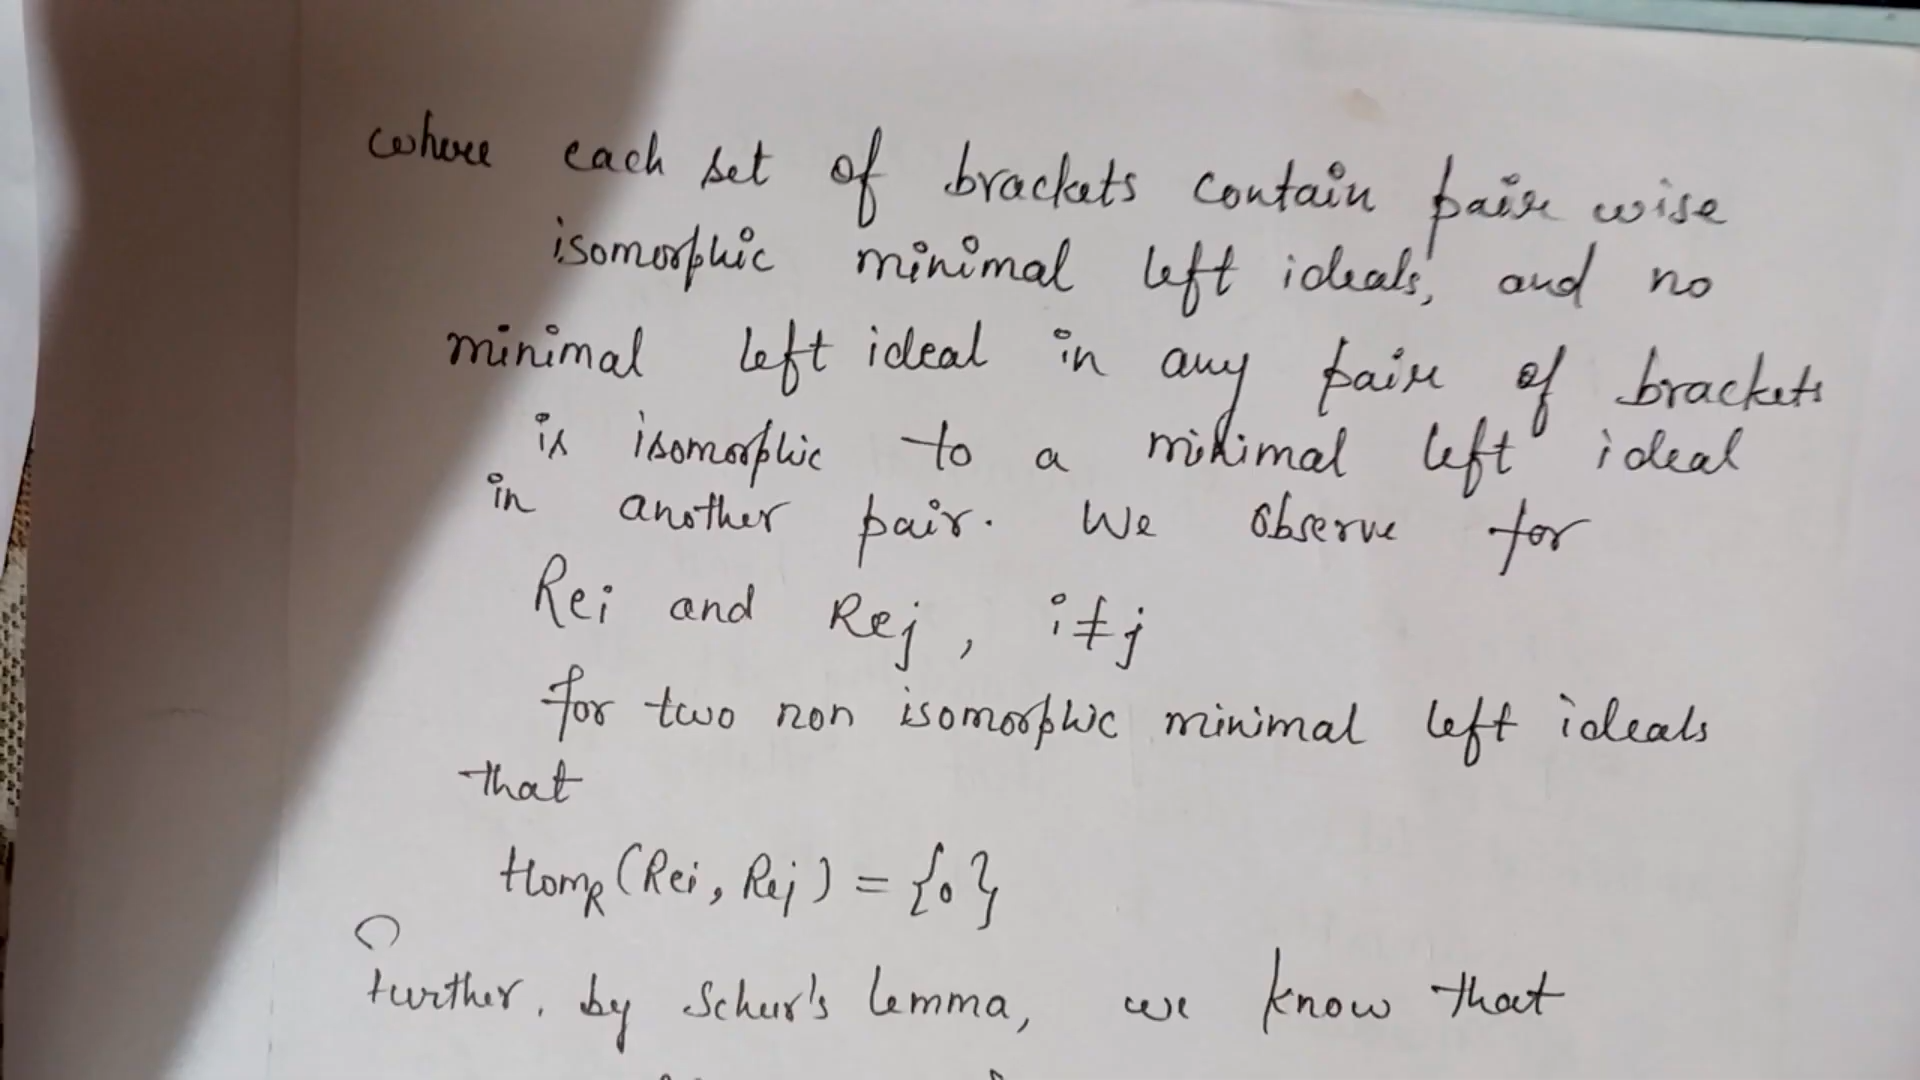 where each set of brackets contain pair wise
isomorphic minimal left ideals, and no
minimal left ideal in any pair of brackets
is isomorphic to a minimal left ideal
in another pair. We observe for
Rei and Rej, i≠j
for two non isomorphic minimal left ideals
that
Hom_R (Rei, Rej) = {0}
Further, by Schur's lemma, we know that